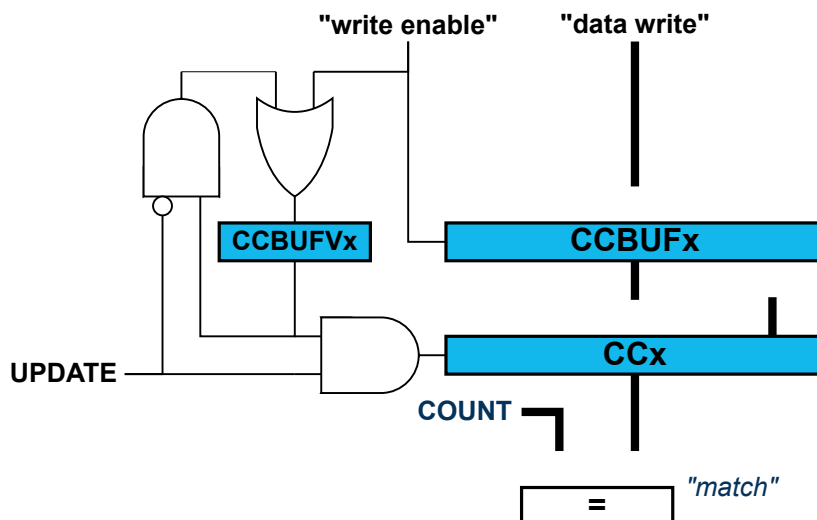 "write enable" "data write"
CCBUFVx
CCBUFx
UPDATE
CCx
COUNT
"match"
=